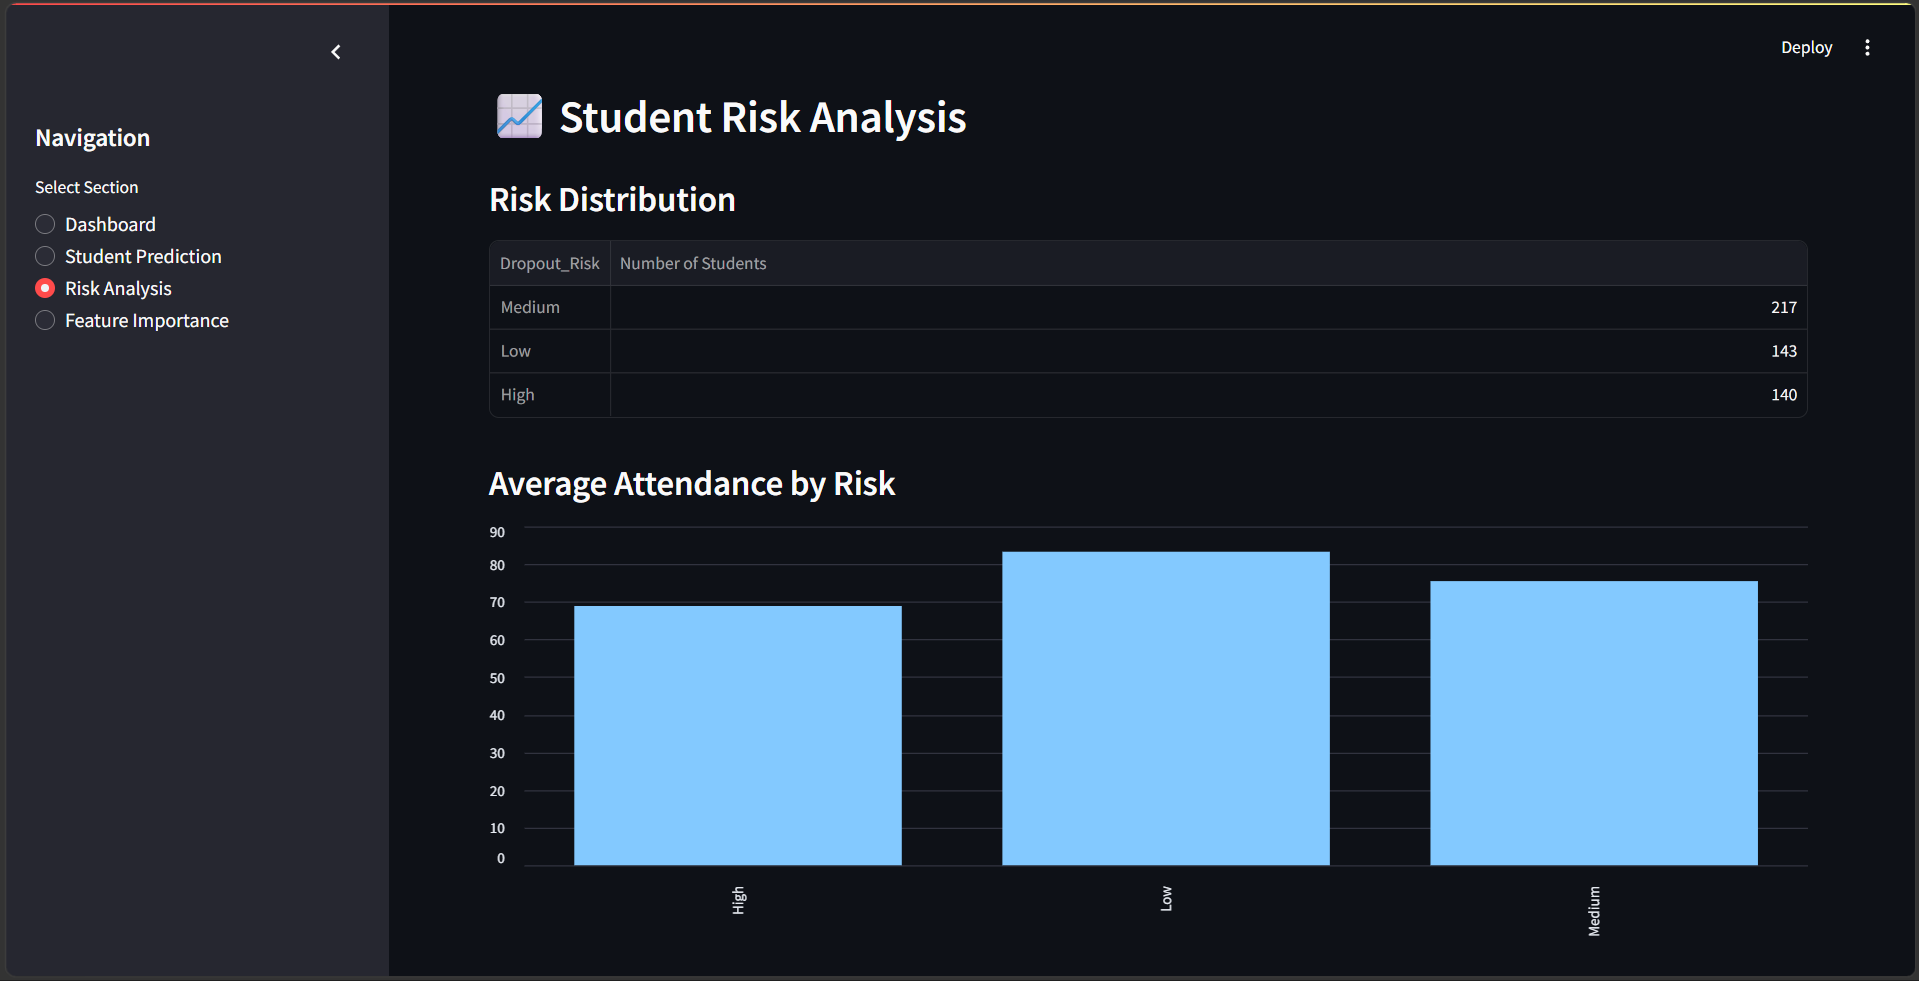 Deploy
Navigation
Select Section
Dashboard
Student Prediction
Risk Analysis
Feature Importance
Student Risk Analysis
Risk Distribution
Dropout_Risk Number of Students
Medium 217
Low 143
High 140
Average Attendance by Risk
90
80
70
60
50
40
30
20
10
0
High Low Medium